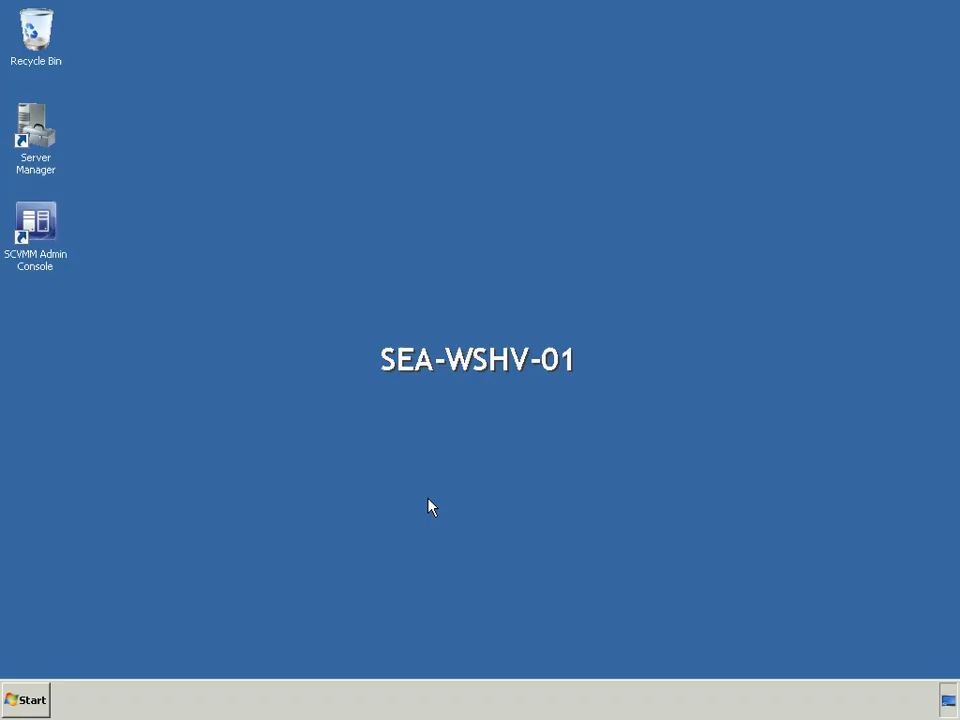 Recycle Bin
Server
Manager
SCVMM Admin
Console
SEA-WSHV-01
Start